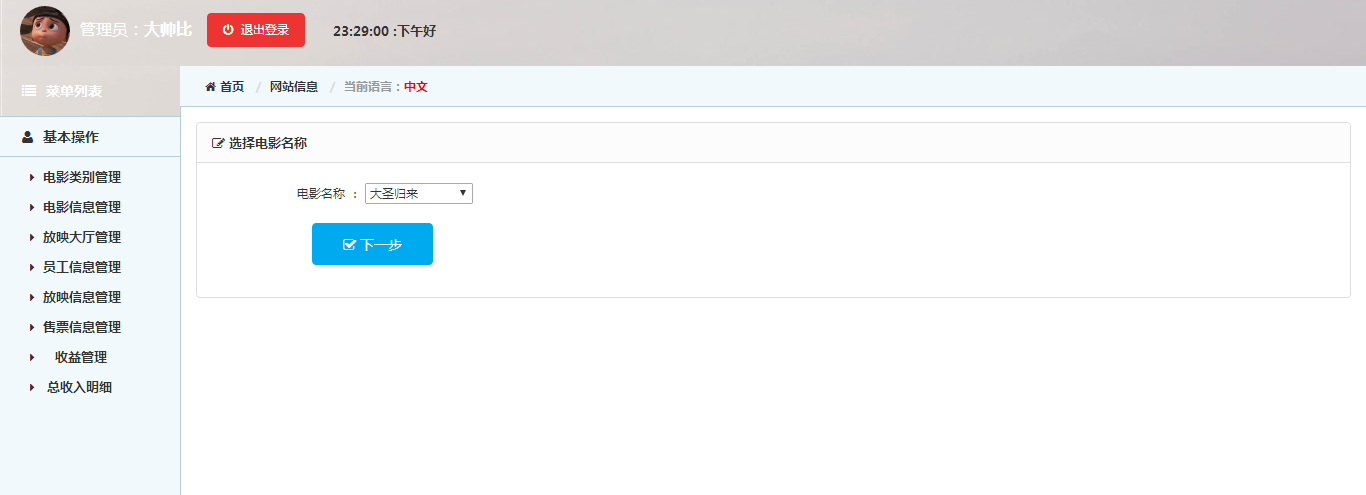 管理员：大帅比 退出登录 23:29:00 :下午好
菜单列表
首页 / 网站信息 / 当前语言：中文
基本操作
电影类别管理
电影信息管理
放映大厅管理
员工信息管理
放映信息管理
售票信息管理
收益管理
总收入明细
选择电影名称
电影名称 ： 大圣归来
下一步